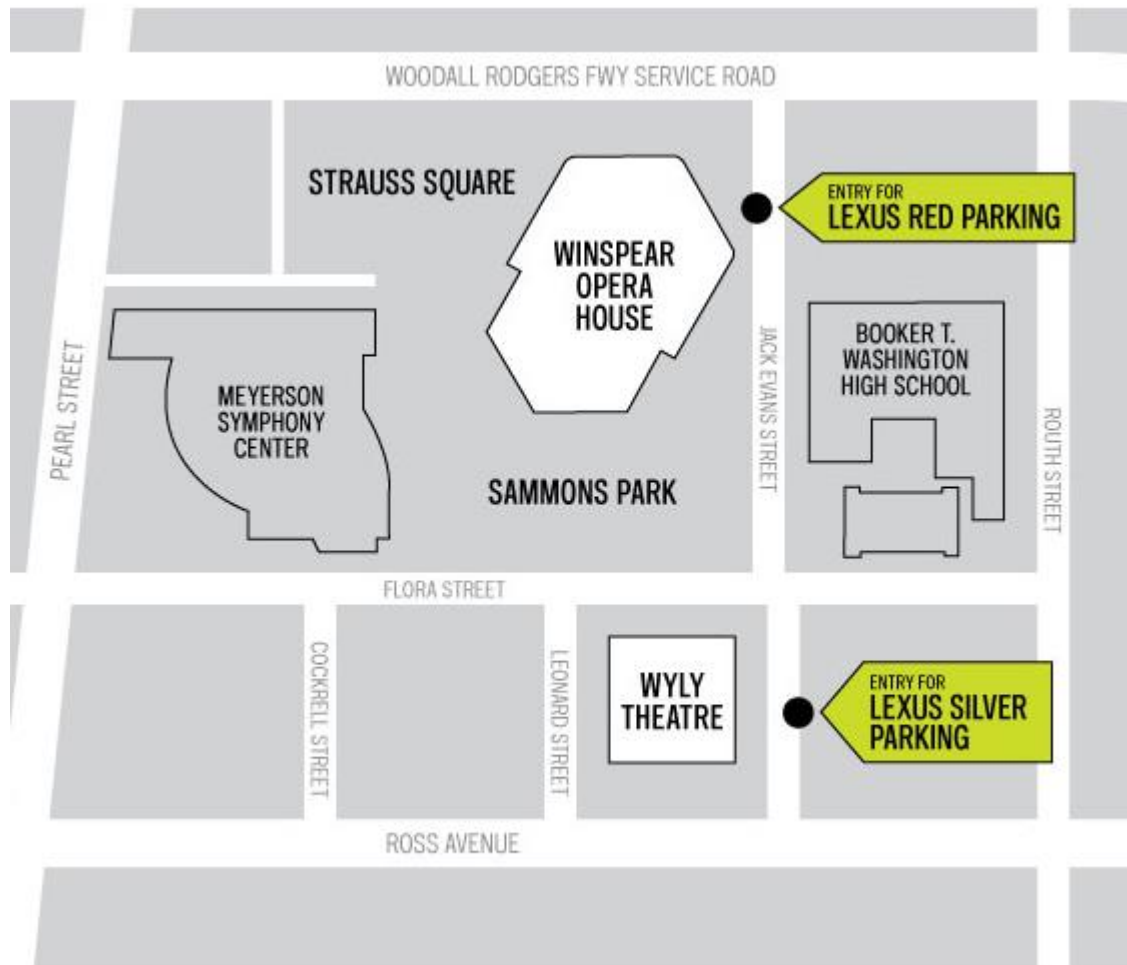 WOODALL RODGERS FWY SERVICE ROAD
STRAUSS SQUARE
ENTRY FOR
LEXUS RED PARKING
WINSPEAR
OPERA
HOUSE
BOOKER T.
WASHINGTON
HIGH SCHOOL
MEYERSON
SYMPHONY
CENTER
PEARL STREET
JACK EVANS STREET
ROUTH STREET
SAMMONS PARK
FLORA STREET
COCKRELL STREET
LEONARD STREET
WYLY
THEATRE
ENTRY FOR
LEXUS SILVER
PARKING
ROSS AVENUE